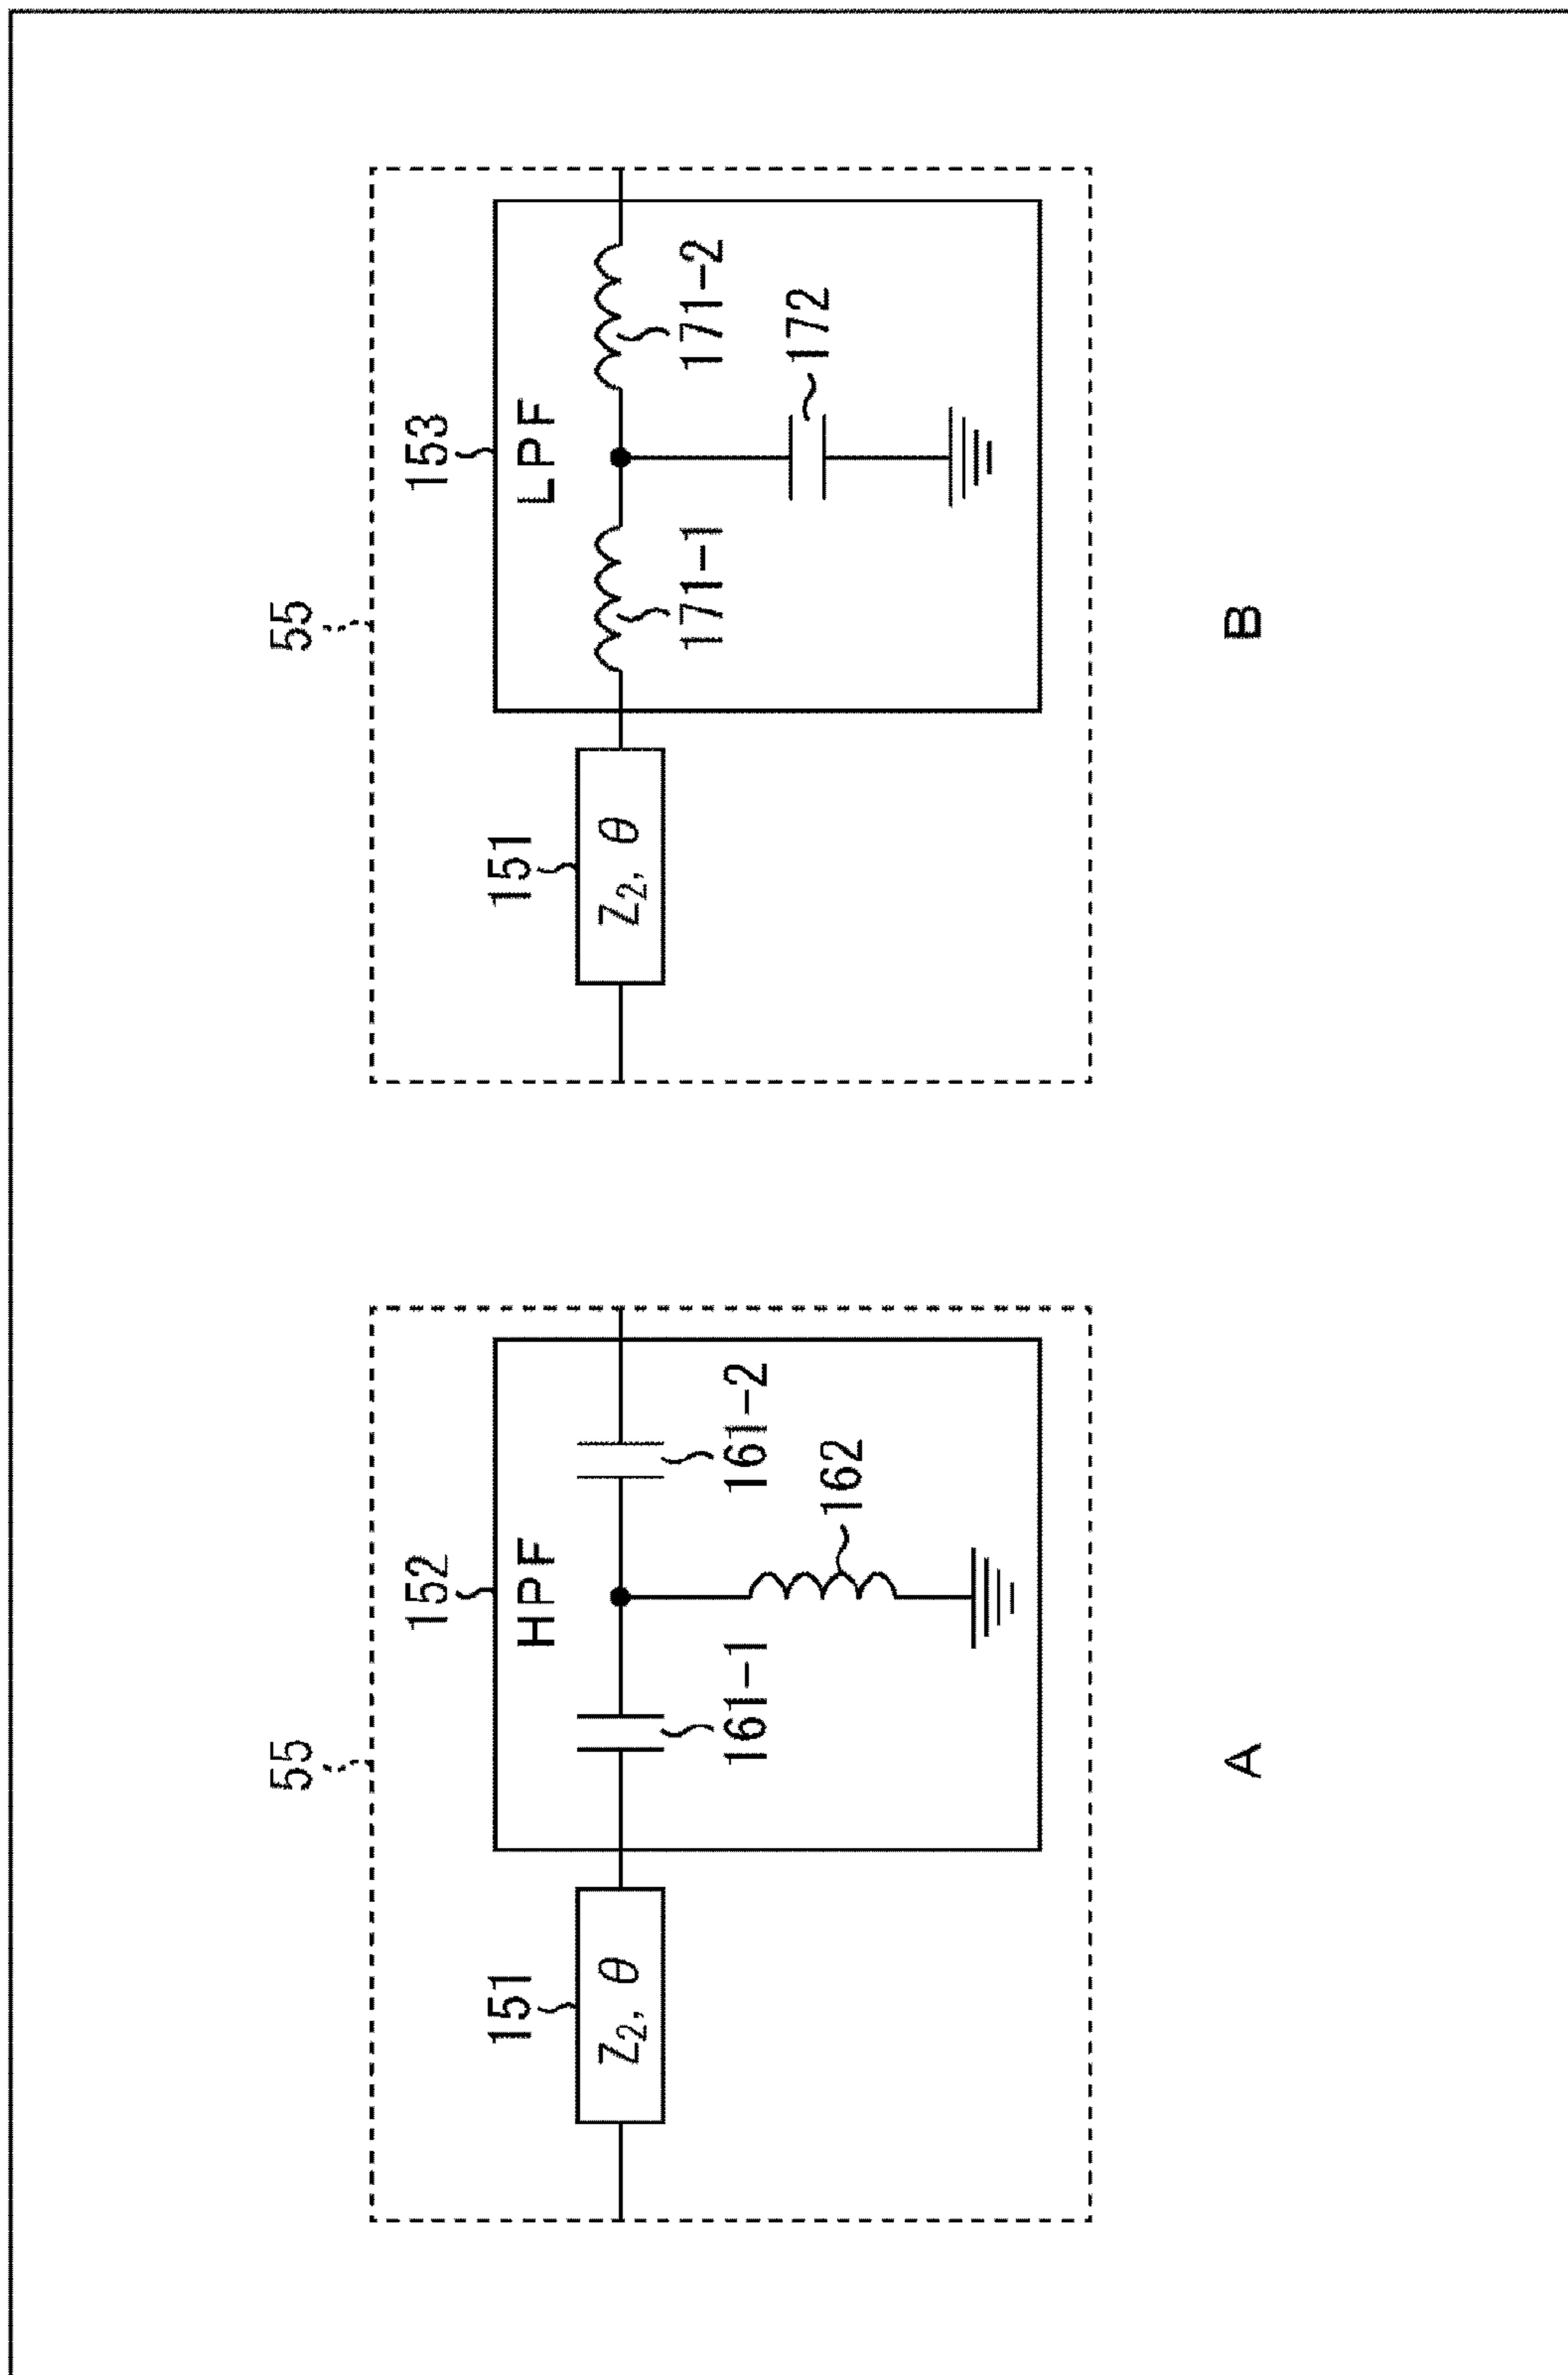 55
152
HPF
151
Z₂, θ
161-1
161-2
162
A
55
153
LPF
151
Z₂, θ
171-1
171-2
172
B